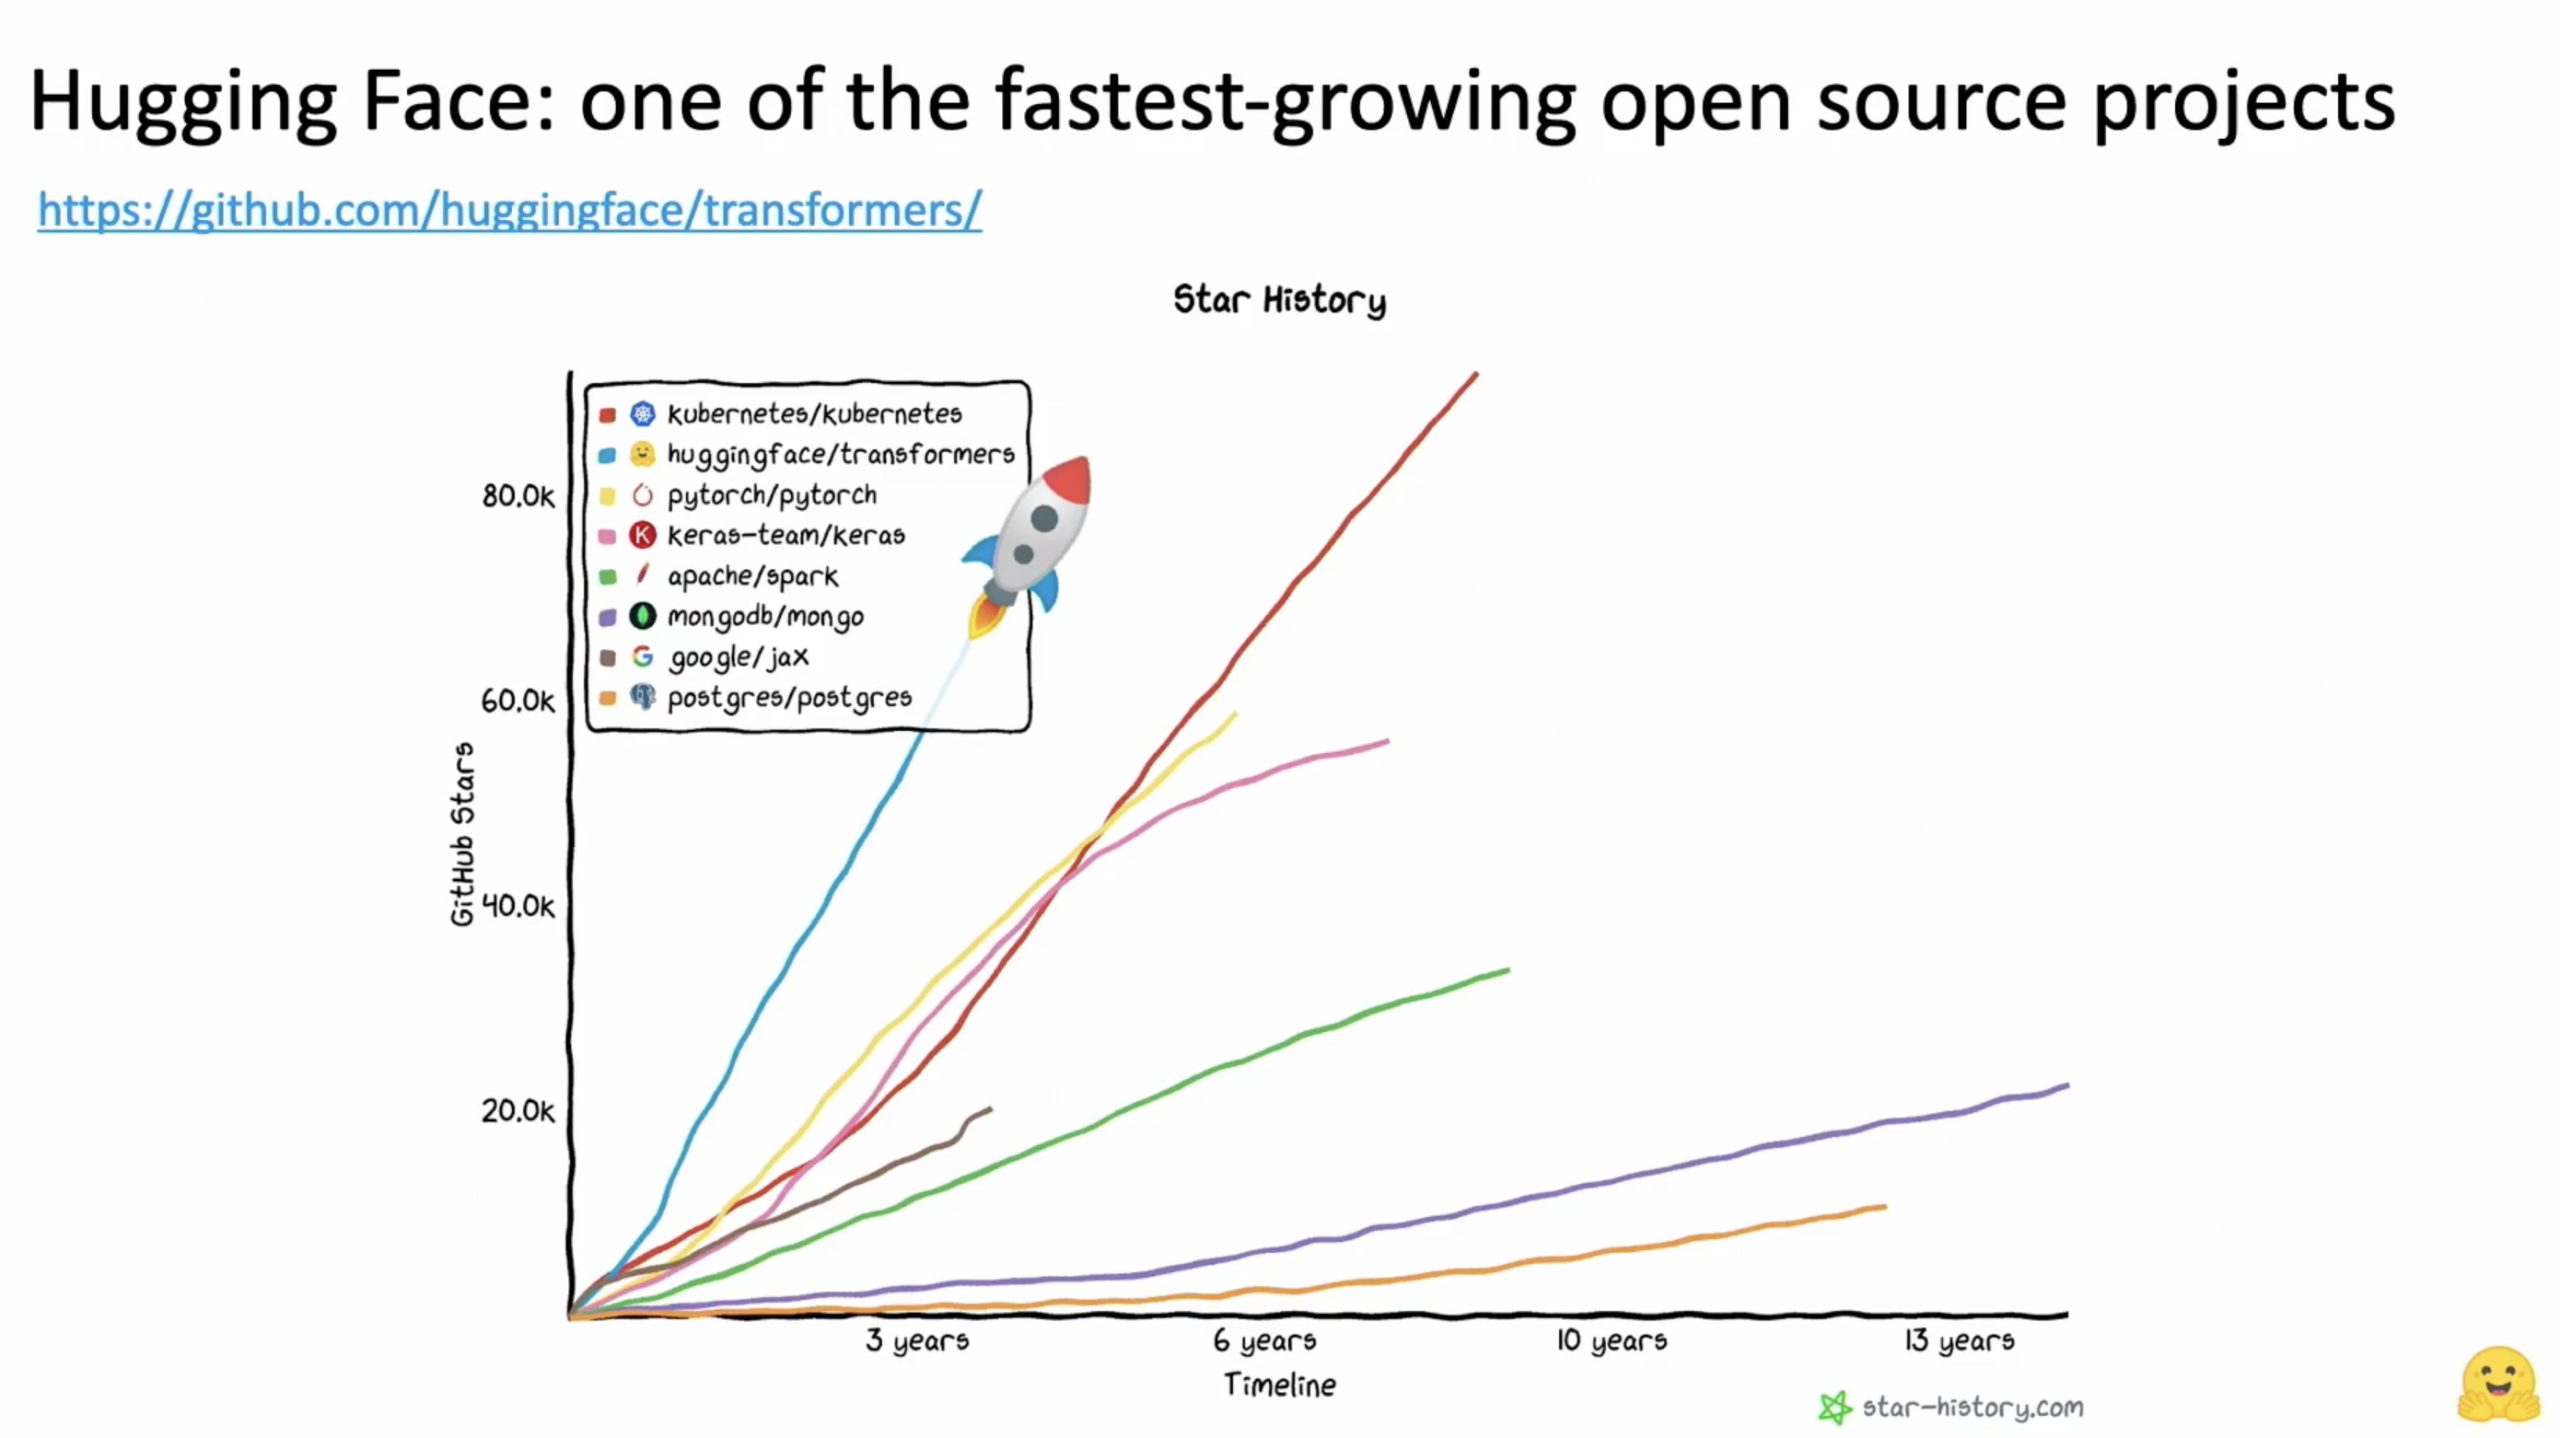 Hugging Face: one of the fastest-growing open source projects
https://github.com/huggingface/transformers/
Star History
kubernetes/kubernetes
huggingface/transformers
pytorch/pytorch
keras-team/keras
apache/spark
mongodb/mongo
google/jax
postgres/postgres
80.0k
60.0k
40.0k
20.0k
GitHub Stars
3 years
6 years
10 years
13 years
Timeline
star-history.com